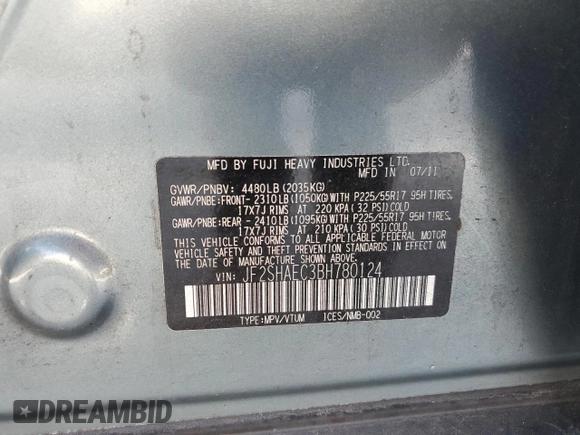 MFD BY FUJI HEAVY INDUSTRIES LTD.
MFD IN 07/11
GVWR/PNBV: 4480LB(2035KG)
GAWR/PNBE:FRONT- 2310LB(1050KG)WITH P225/55R17 95H TIRES,
17X7J RIMS AT 220 KPA(32 PSI)COLD
GAWR/PNBE:REAR - 2410LB(1095KG)WITH P225/55R17 95H TIRES,
17X7J RIMS AT 210 KPA(30 PSI)COLD
THIS VEHICLE CONFORMS TO ALL APPLICABLE FEDERAL MOTOR
VEHICLE SAFETY AND THEFT PREVENTION STANDARDS IN EFFECT
ON THE DATE OF MANUFACTURE SHOWN ABOVE.
VIN: JF2SHAEC3BH780124
TYPE:MPV/VTUM ICES/NMB-002
DREAMBID